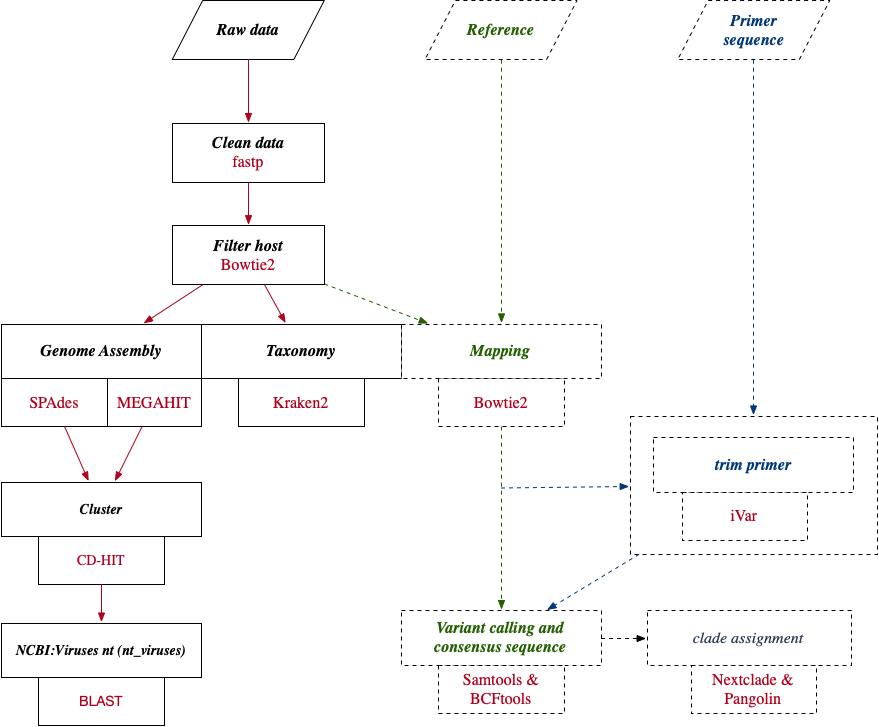 Raw data
Reference
Primer
sequence
Clean data
fastp
Filter host
Bowtie2
Genome Assembly
Taxonomy
Mapping
SPAdes
MEGAHIT
Kraken2
Bowtie2
trim primer
iVar
Cluster
CD-HIT
NCBI:Viruses nt (nt_viruses)
BLAST
Variant calling and
consensus sequence
Samtools &
BCFtools
clade assignment
Nextclade &
Pangolin